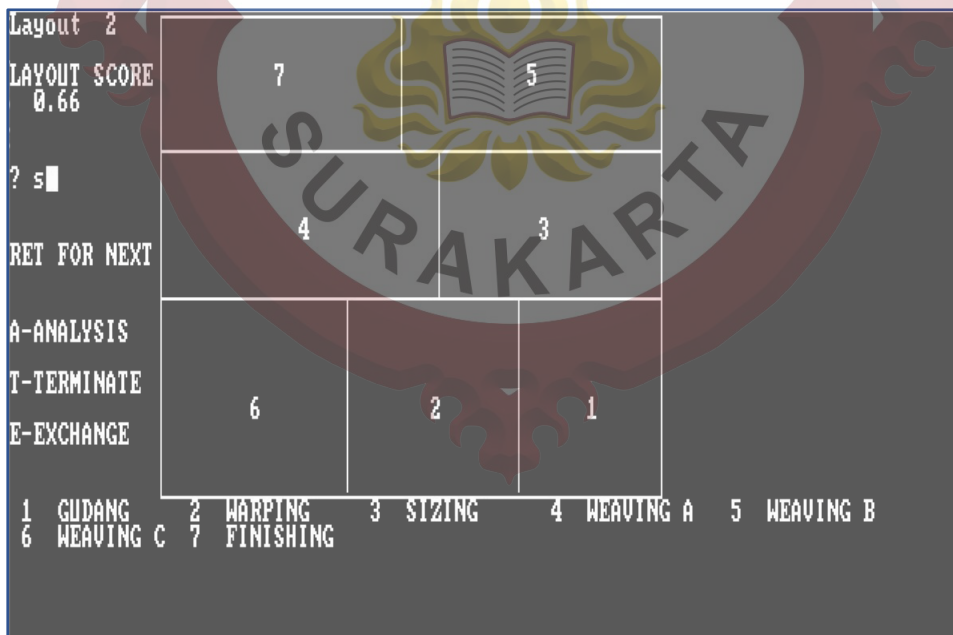 Layout 2
LAYOUT SCORE
0.66
? s
RET FOR NEXT
A-ANALYSIS
T-TERMINATE
E-EXCHANGE
7 5
4 3
6 2 1
1 GUDANG 2 WARPING 3 SIZING 4 WEAVING A 5 WEAVING B
6 WEAVING C 7 FINISHING
SURAKARTA